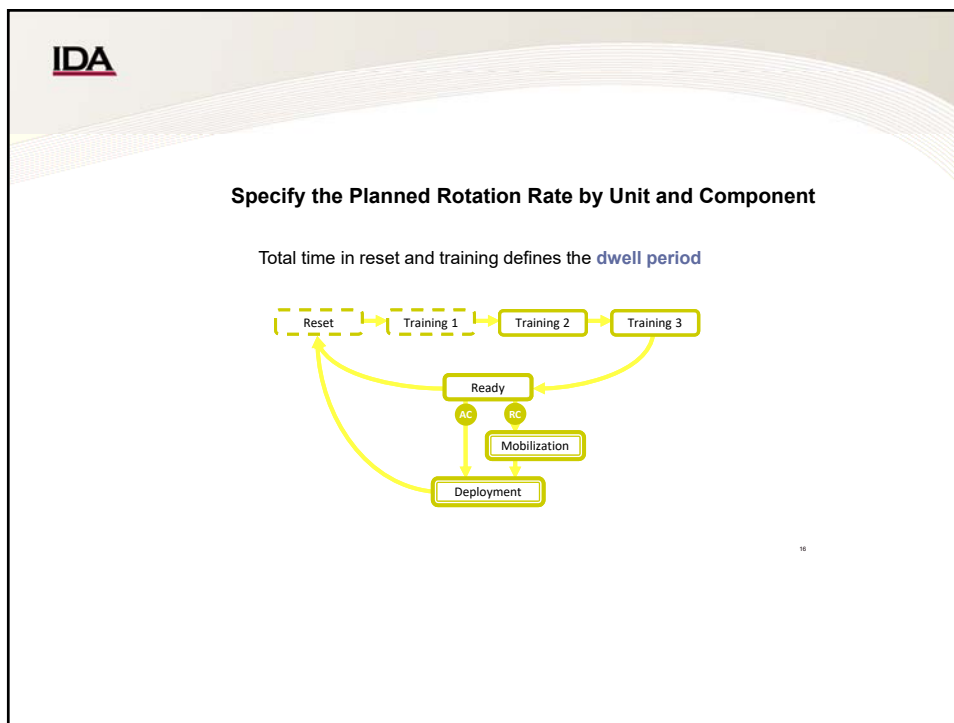 IDA
Specify the Planned Rotation Rate by Unit and Component
Total time in reset and training defines the dwell period
Reset
Training 1
Training 2
Training 3
Ready
AC
RC
Mobilization
Deployment
18